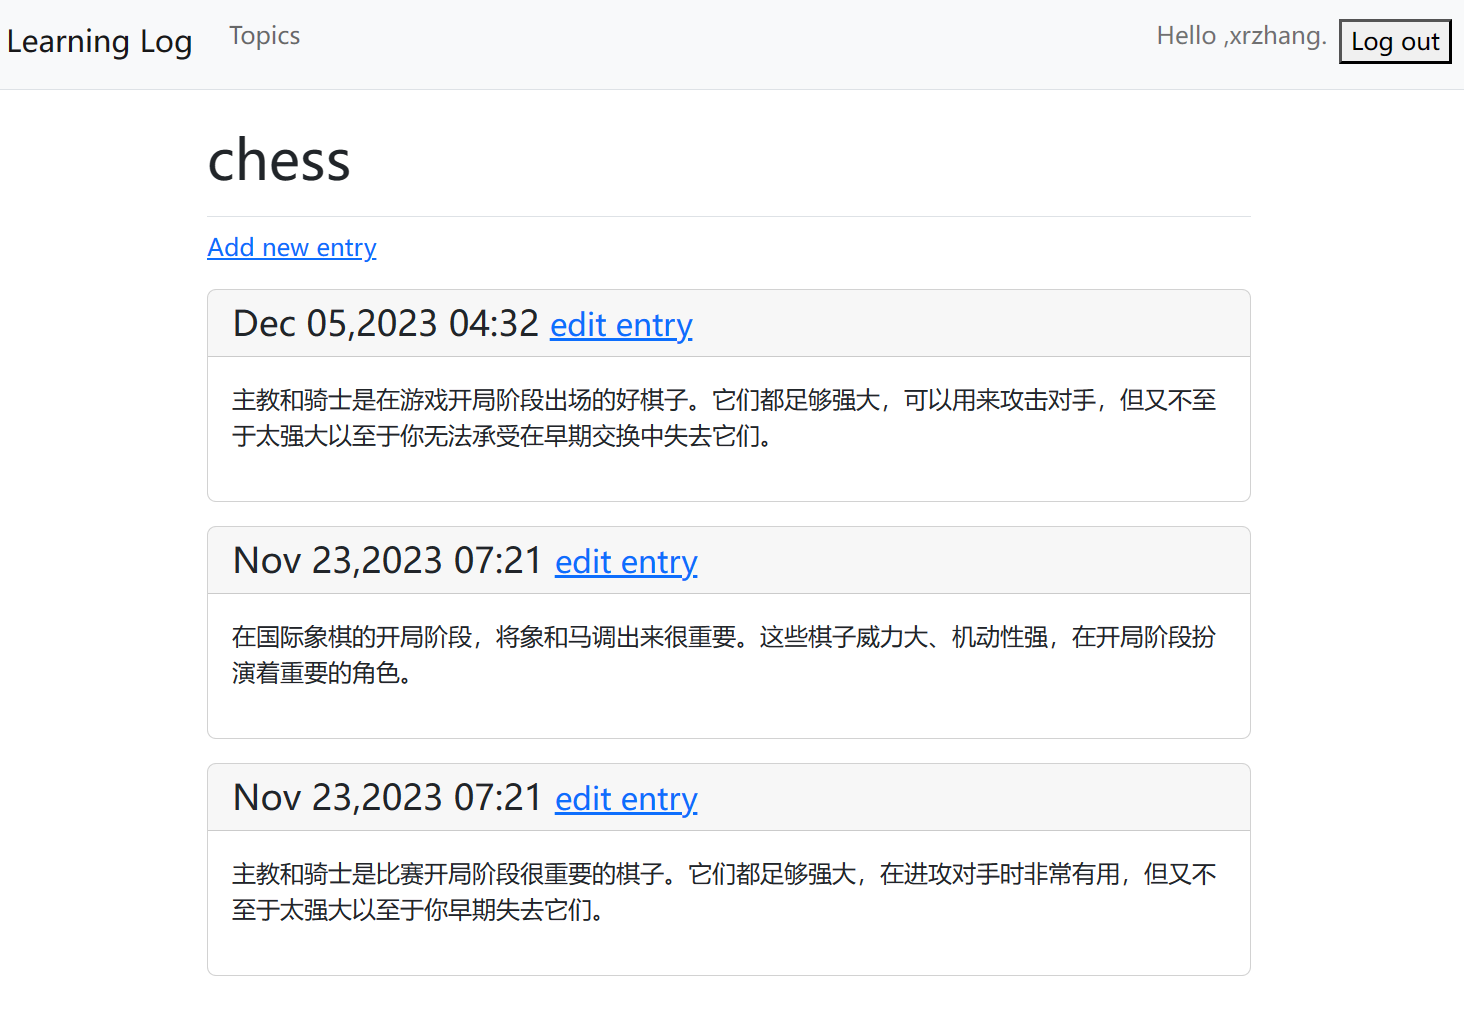 Learning Log Topics Hello ,xrzhang. Log out
chess
Add new entry
Dec 05,2023 04:32 edit entry
主教和骑士是在游戏开局阶段出场的好棋子。它们都足够强大，可以用来攻击对手，但又不至
于太强大以至于你无法承受在早期交换中失去它们。
Nov 23,2023 07:21 edit entry
在国际象棋的开局阶段，将象和马调出来很重要。这些棋子威力大、机动性强，在开局阶段扮
演着重要的角色。
Nov 23,2023 07:21 edit entry
主教和骑士是比赛开局阶段很重要的棋子。它们都足够强大，在进攻对手时非常有用，但又不
至于太强大以至于你早期失去它们。